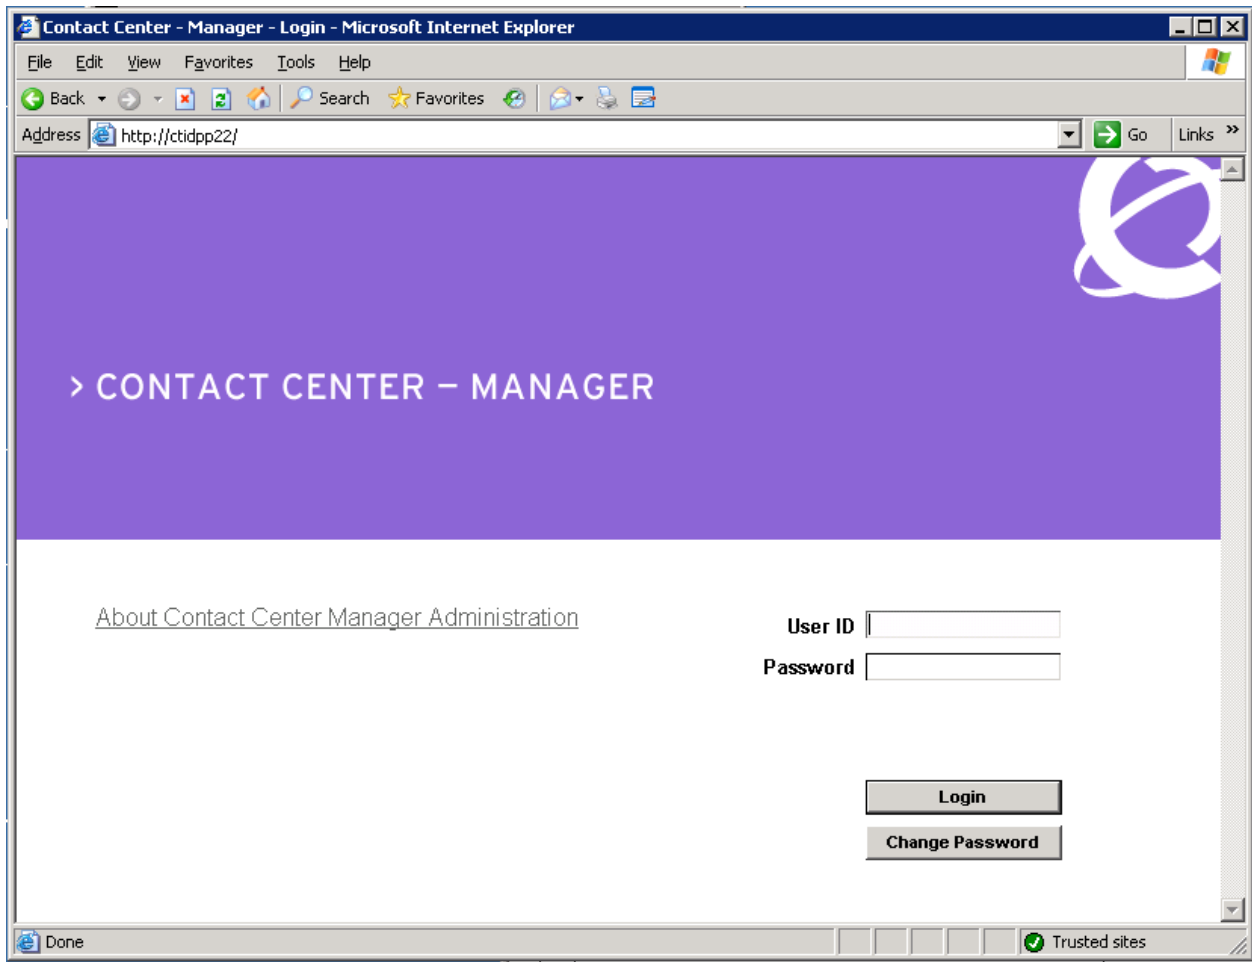 Contact Center - Manager - Login - Microsoft Internet Explorer
File Edit View Favorites Tools Help
Back Search Favorites
Address http://ctidpp22/ Go Links »
> CONTACT CENTER – MANAGER
About Contact Center Manager Administration
User ID
Password
Login
Change Password
Done Trusted sites